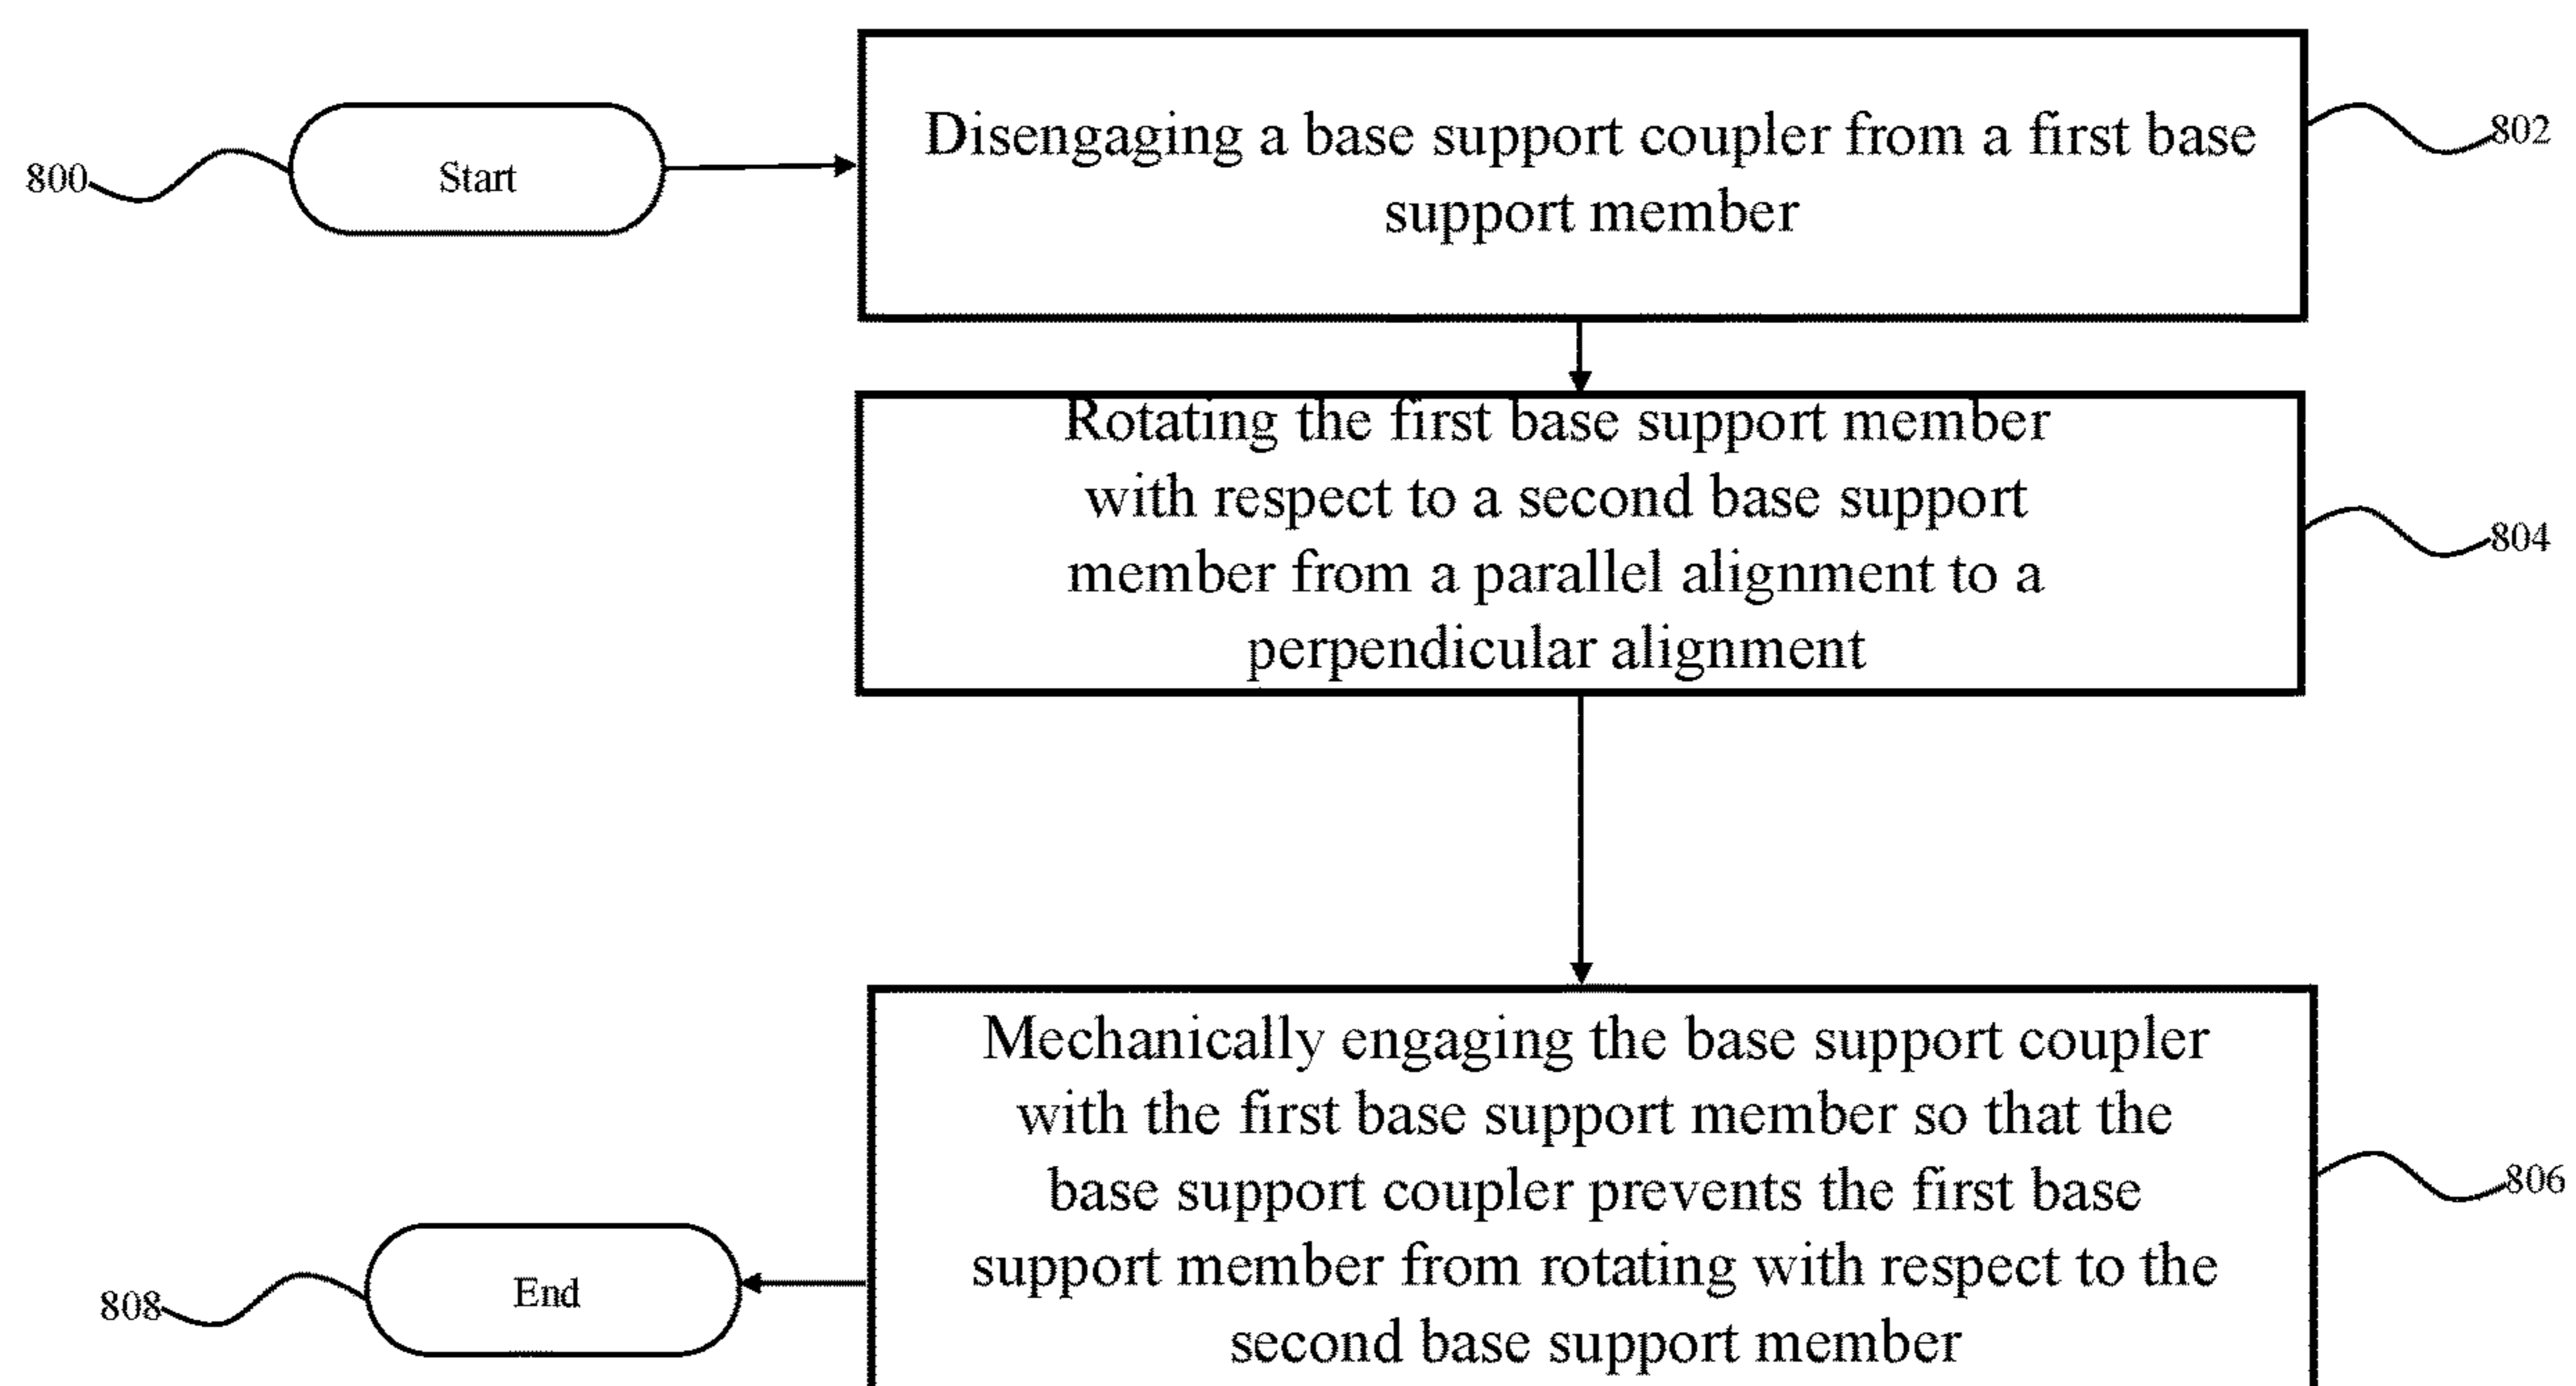 800
Start
Disengaging a base support coupler from a first base
support member
802
Rotating the first base support member
with respect to a second base support
member from a parallel alignment to a
perpendicular alignment
804
Mechanically engaging the base support coupler
with the first base support member so that the
base support coupler prevents the first base
support member from rotating with respect to the
second base support member
806
End
808